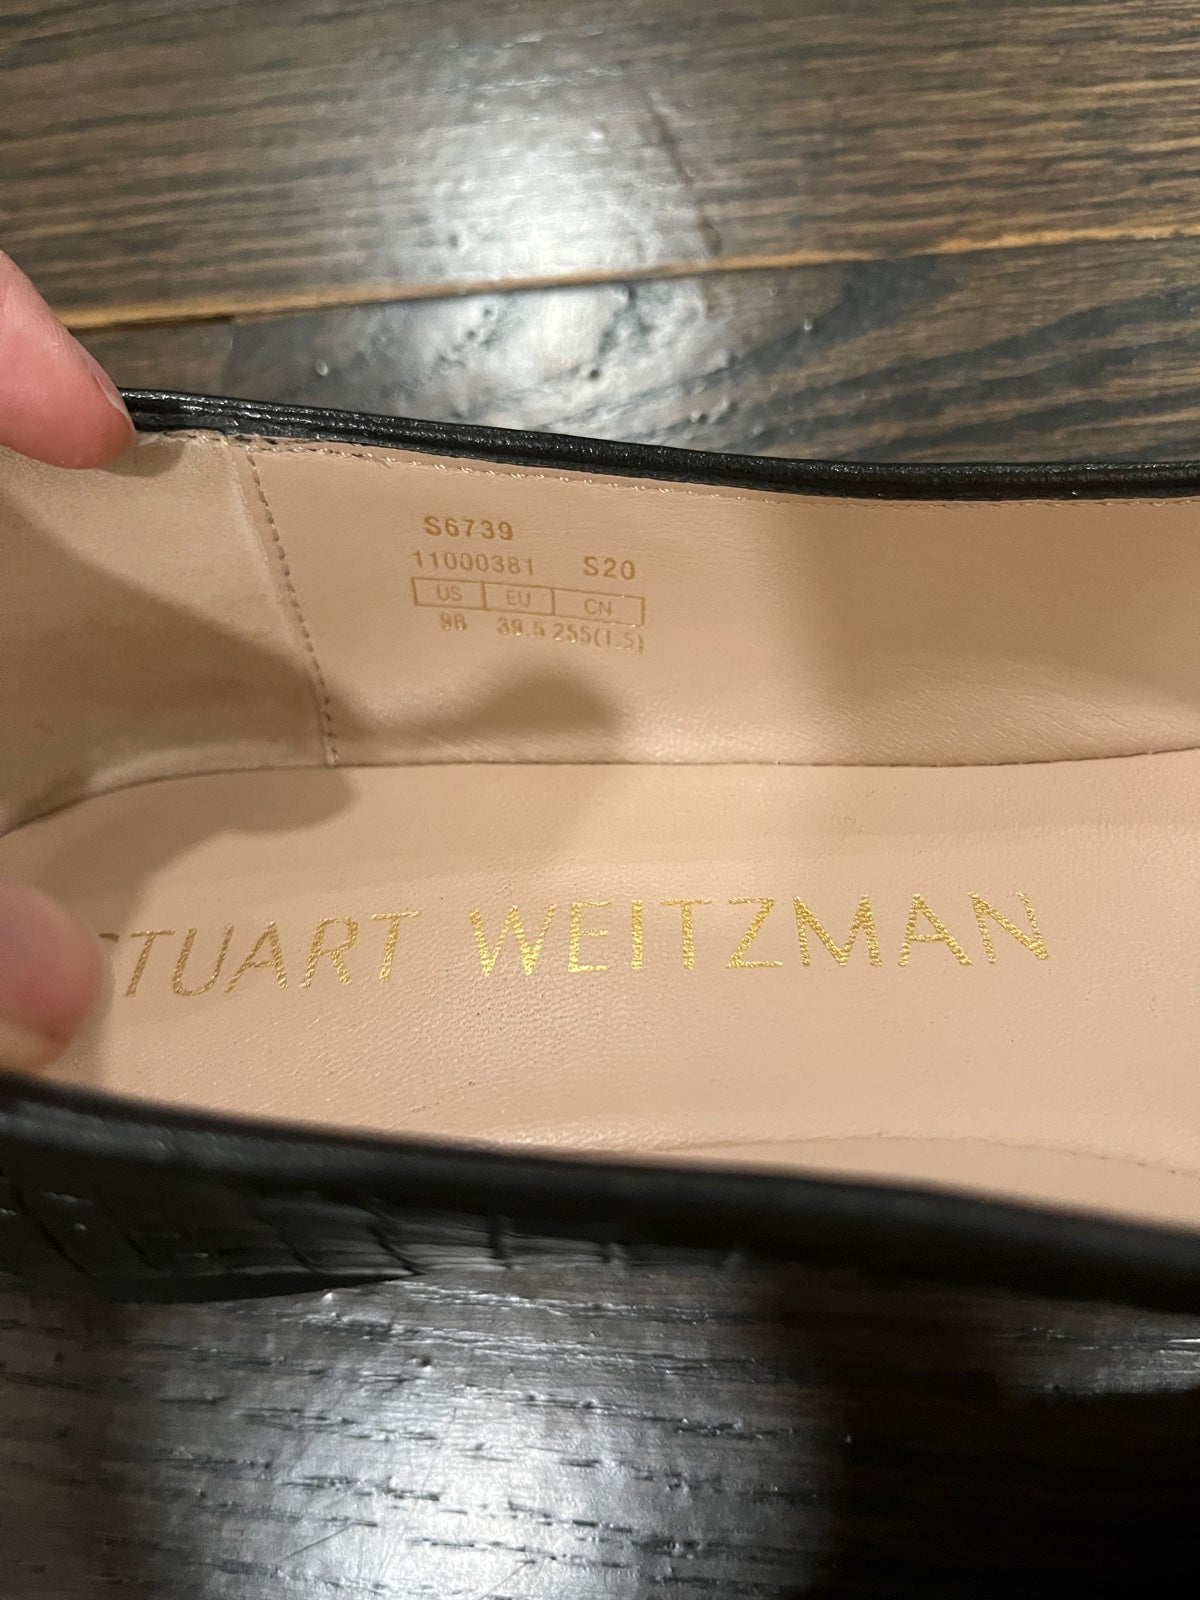 S6739
11000381 S20
US EU CN
9B 39.5 255(1.5)
STUART WEITZMAN